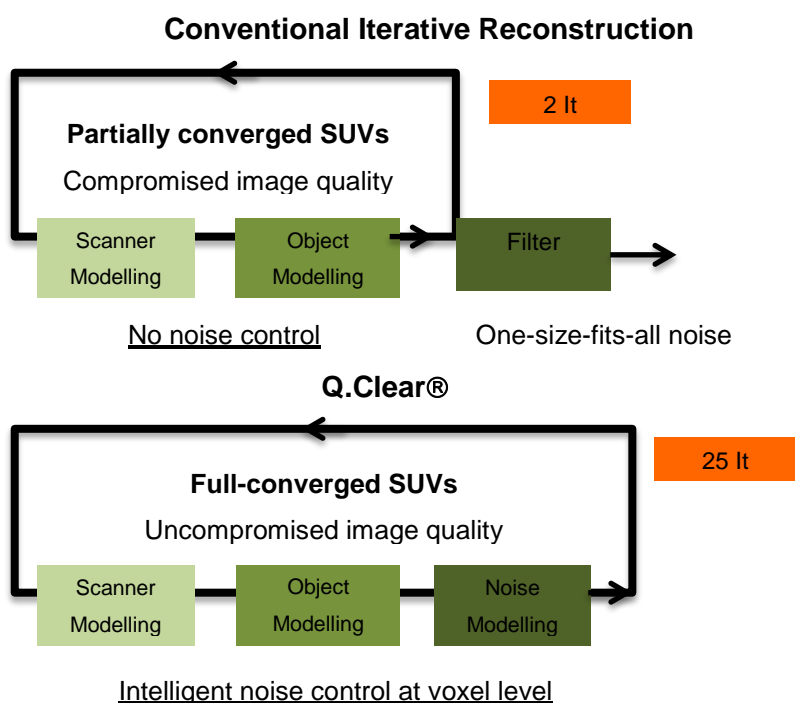 Conventional Iterative Reconstruction
2 It
Partially converged SUVs
Compromised image quality
Scanner
Modelling
Object
Modelling
Filter
No noise control
One-size-fits-all noise
Q.Clear®
25 It
Full-converged SUVs
Uncompromised image quality
Scanner
Modelling
Object
Modelling
Noise
Modelling
Intelligent noise control at voxel level